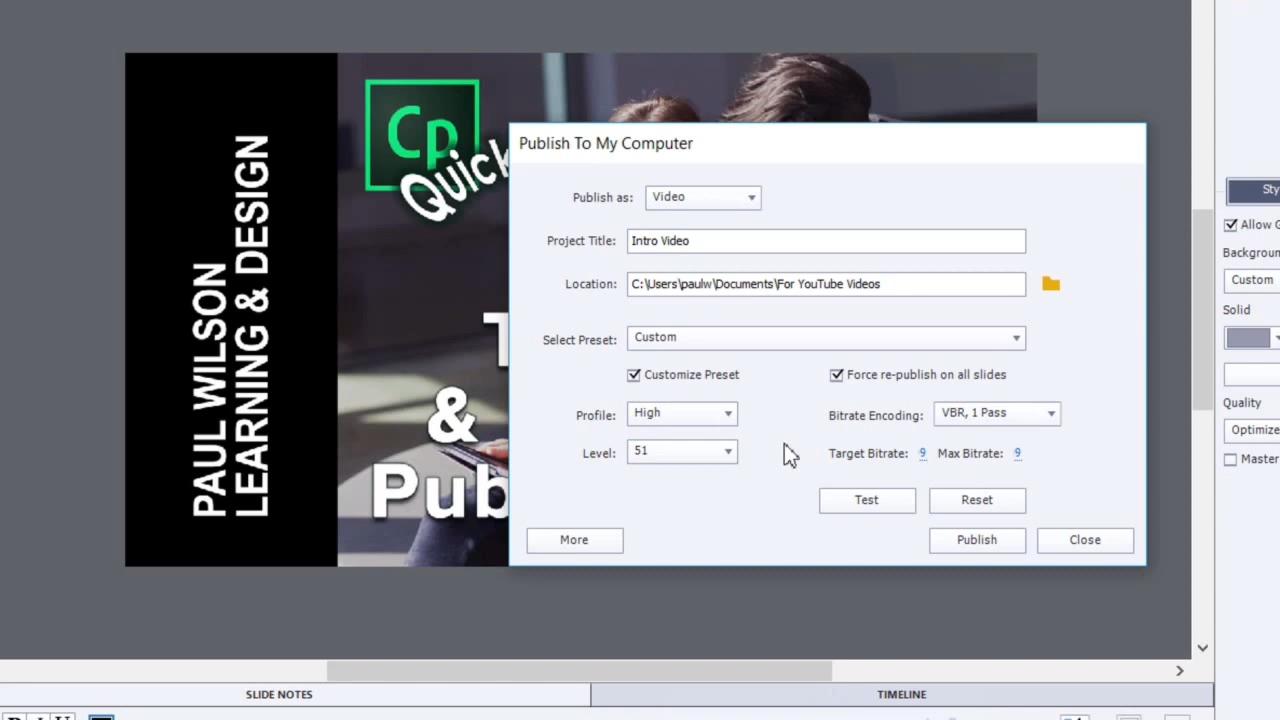 PAUL WILSON
LEARNING & DESIGN
Cp
Quick
&
Pub
Publish To My Computer
Publish as: Video
Project Title: Intro Video
Location: C:\Users\paulw\Documents\For YouTube Videos
Select Preset: Custom
Customize Preset Force re-publish on all slides
Profile: High Bitrate Encoding: VBR, 1 Pass
Level: 51 Target Bitrate: 9 Max Bitrate: 9
Test Reset
More Publish Close
Sty
Allow G
Backgroun
Custom
Solid
Quality
Optimize
Master
SLIDE NOTES TIMELINE